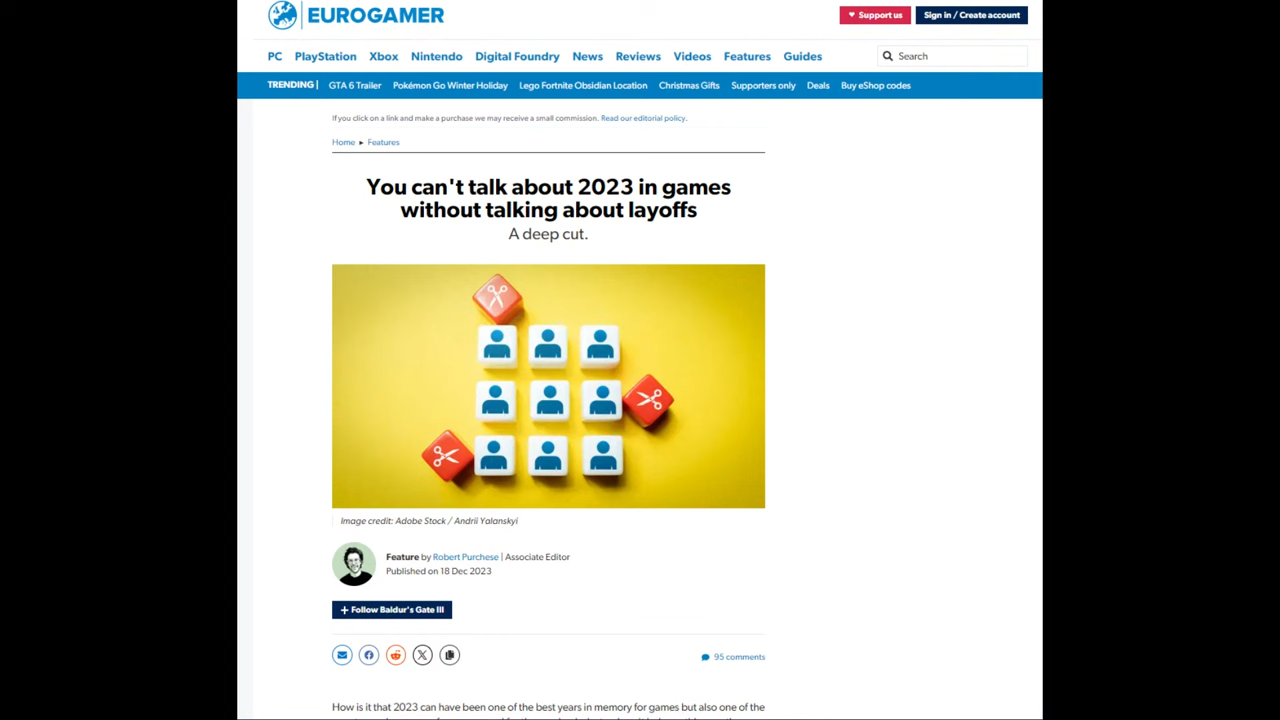 EUROGAMER
Support us
Sign in / Create account
PC PlayStation Xbox Nintendo Digital Foundry News Reviews Videos Features Guides
Search
TRENDING | GTA 6 Trailer Pokémon Go Winter Holiday Lego Fortnite Obsidian Location Christmas Gifts Supporters only Deals Buy eShop codes
If you click on a link and make a purchase we may receive a small commission. Read our editorial policy.
Home ▸ Features
You can't talk about 2023 in games
without talking about layoffs
A deep cut.
Image credit: Adobe Stock / Andrii Yalanskyi
Feature by Robert Purchese | Associate Editor
Published on 18 Dec 2023
+ Follow Baldur's Gate III
95 comments
How is it that 2023 can have been one of the best years in memory for games but also one of the